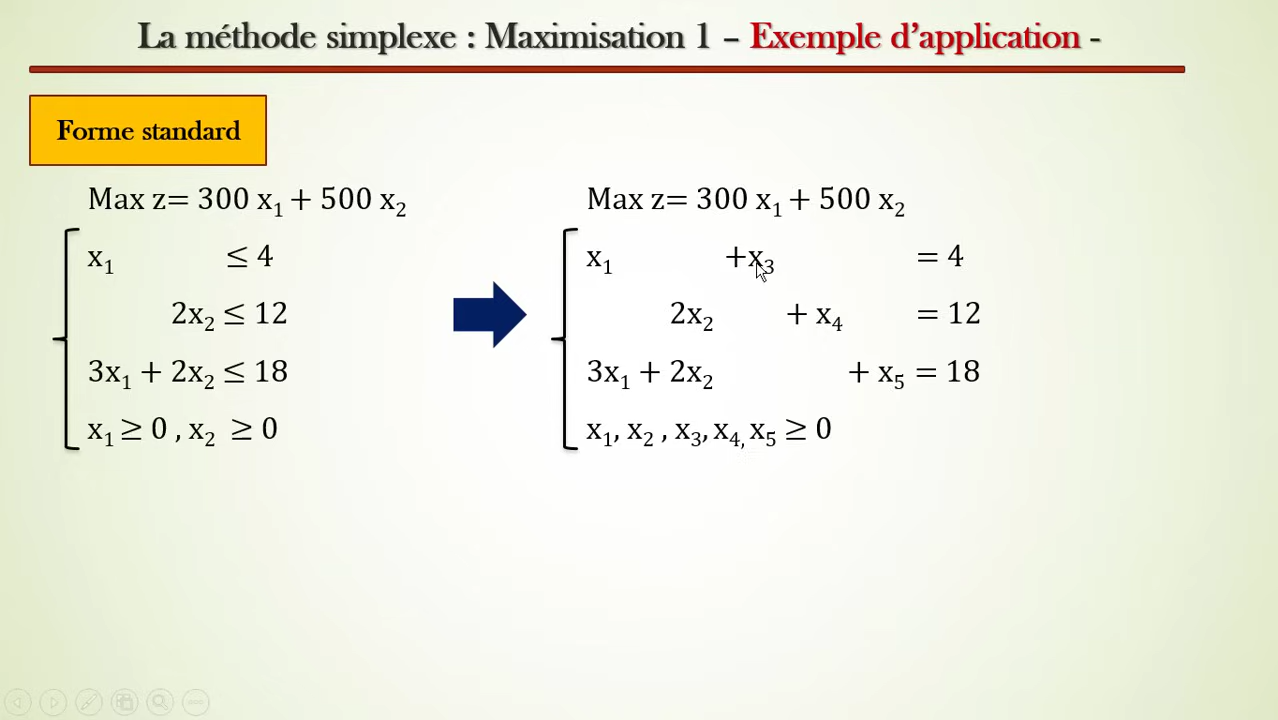 La méthode simplexe : Maximisation 1 – Exemple d’application -
Forme standard
Max z= 300 x₁ + 500 x₂
x₁ ≤ 4
2x₂ ≤ 12
3x₁ + 2x₂ ≤ 18
x₁ ≥ 0 , x₂ ≥ 0
Max z= 300 x₁ + 500 x₂
x₁ +x₃ = 4
2x₂ + x₄ = 12
3x₁ + 2x₂ + x₅ = 18
x₁, x₂ , x₃, x₄, x₅ ≥ 0